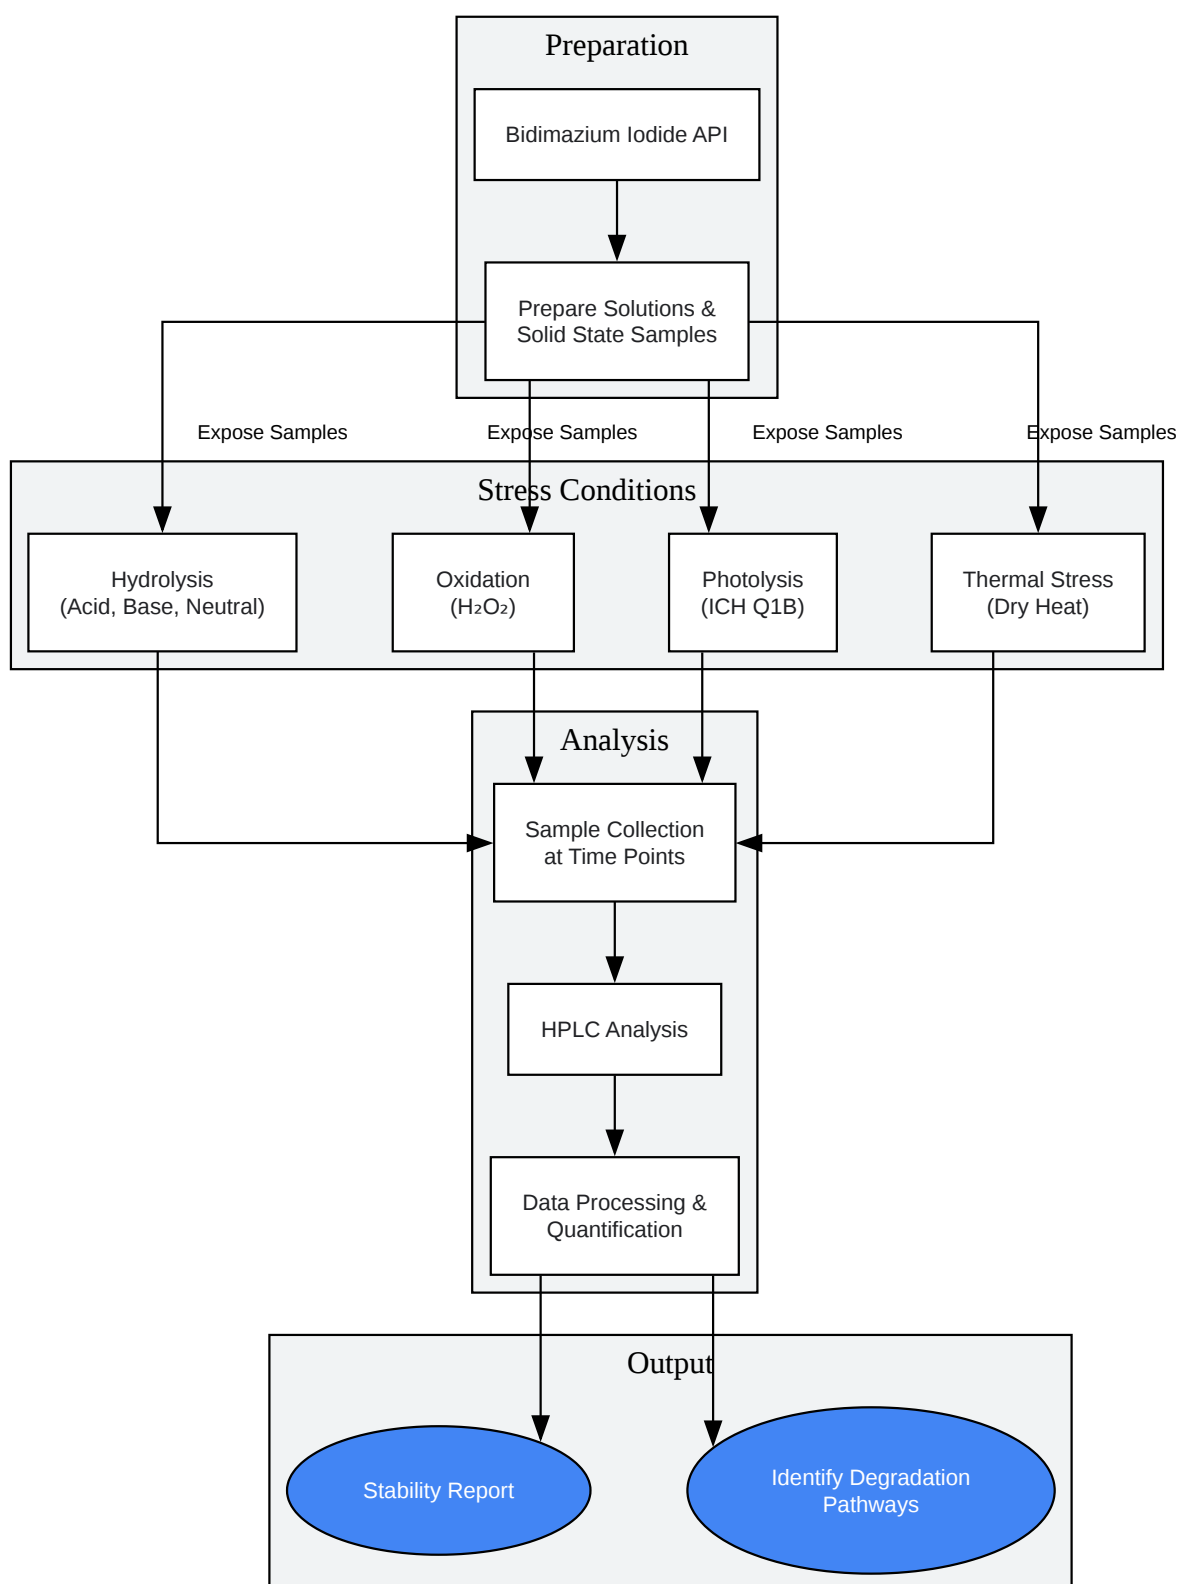 Preparation
Bidimazium Iodide API
Prepare Solutions &
Solid State Samples
Expose Samples
Expose Samples
Expose Samples
Expose Samples
Stress Conditions
Hydrolysis
(Acid, Base, Neutral)
Oxidation
(H₂O₂)
Photolysis
(ICH Q1B)
Thermal Stress
(Dry Heat)
Analysis
Sample Collection
at Time Points
HPLC Analysis
Data Processing &
Quantification
Output
Stability Report
Identify Degradation
Pathways